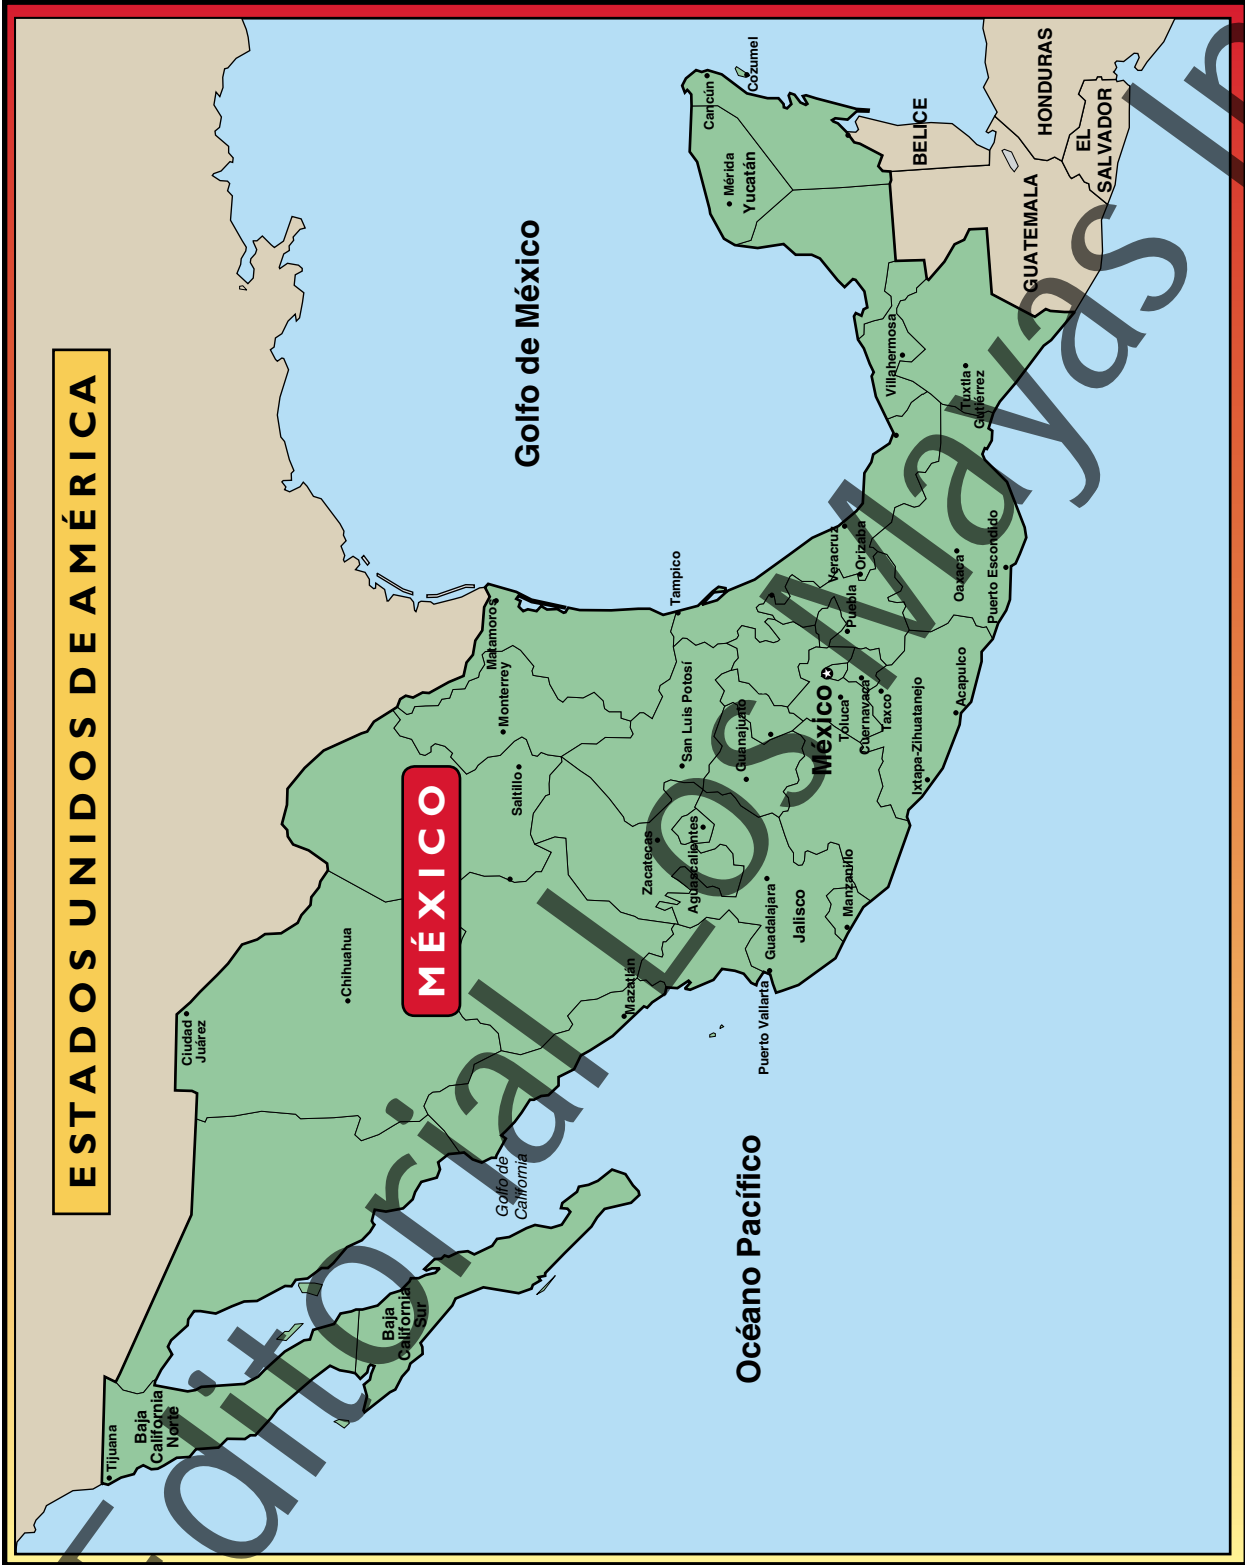 ESTADOS UNIDOS DE AMÉRICA
MÉXICO
Golfo de México
Océano Pacífico
Golfo de
California
Tijuana
Baja
California
Norte
Baja
California
Sur
Ciudad
Juárez
Chihuahua
Saltillo
Monterrey
Matamoros
Mazatlán
Zacatecas
Aguascalientes
San Luis Potosí
Tampico
Guanajuato
Puerto Vallarta
Guadalajara
Jalisco
Manzanillo
México
Toluca
Cuernavaca
Taxco
Puebla
Veracruz
Orizaba
Ixtapa-Zihuatanejo
Acapulco
Oaxaca
Puerto Escondido
Villahermosa
Tuxtla
Gutiérrez
Mérida
Yucatán
Cancún
Cozumel
BELICE
GUATEMALA
HONDURAS
EL
SALVADOR
Editorial Los Mayas In